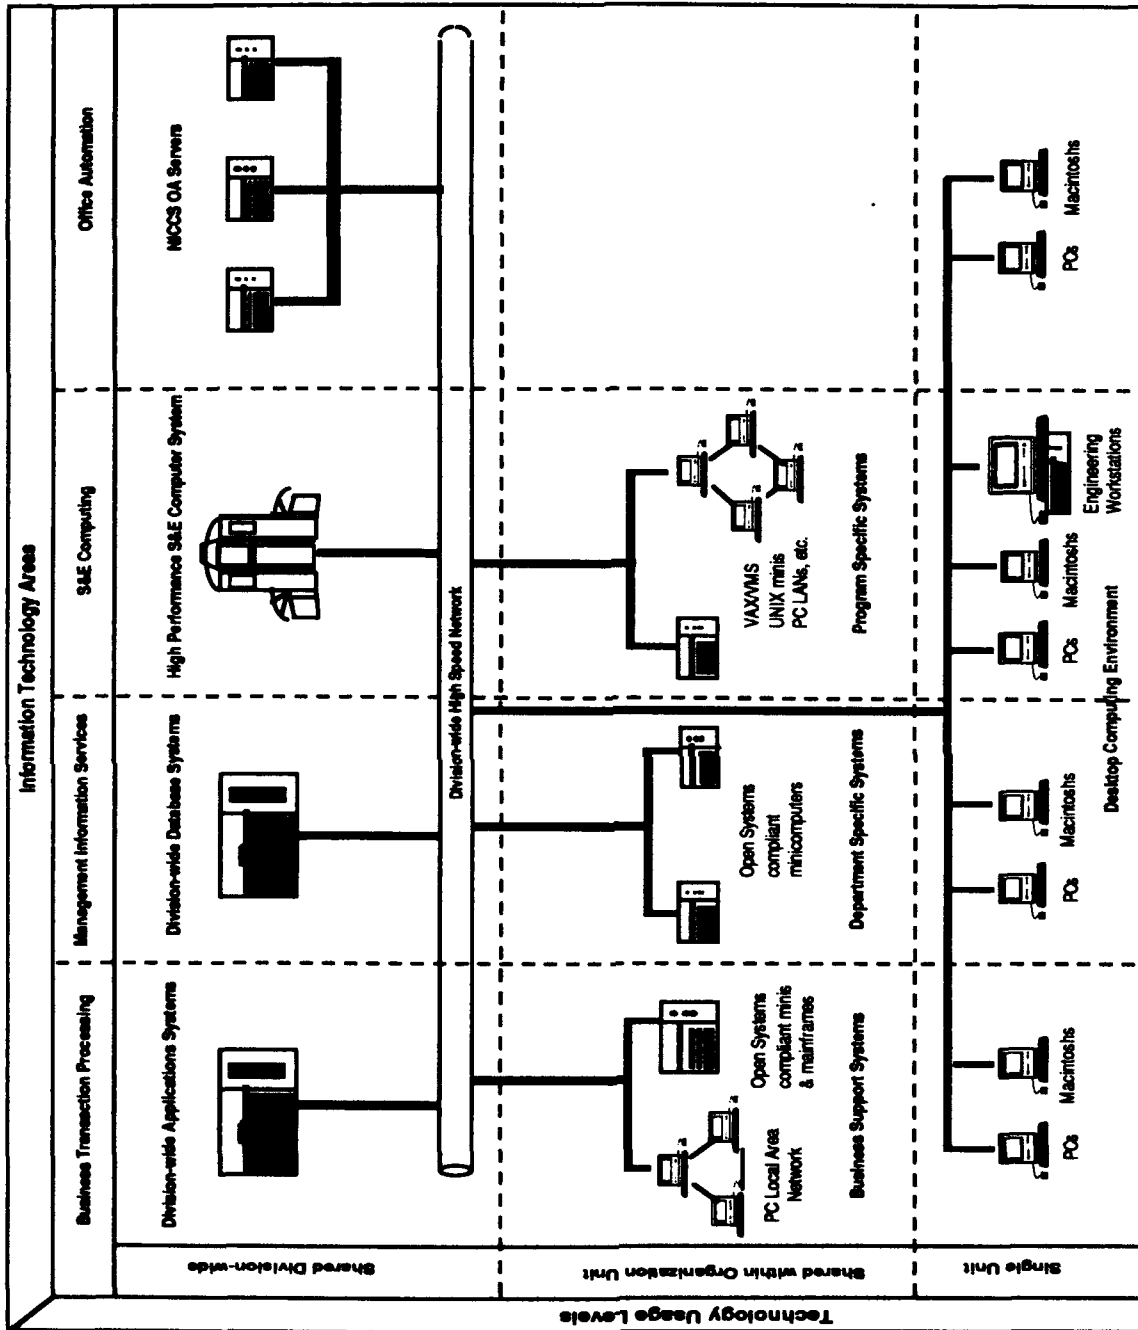 Information Technology Areas
Business Transaction Processing
Management Information Services
S&E Computing
Office Automation
Technology Usage Levels
Shared Division-wide
Division-wide Applications Systems
Division-wide Database Systems
High Performance S&E Computer System
NICCS OA Servers
Division-wide High Speed Network
Shared within Organization Unit
PC Local Area
Network
Open Systems
compliant minis
& mainframes
Business Support Systems
Open Systems
compliant
minicomputers
Department Specific Systems
VAX/VMS
UNIX minis
PC LANs, etc.
Program Specific Systems
Single Unit
PCs
Macintoshs
PCs
Macintoshs
PCs
Macintoshs
Engineering
Workstations
PCs
Macintoshs
Desktop Computing Environment